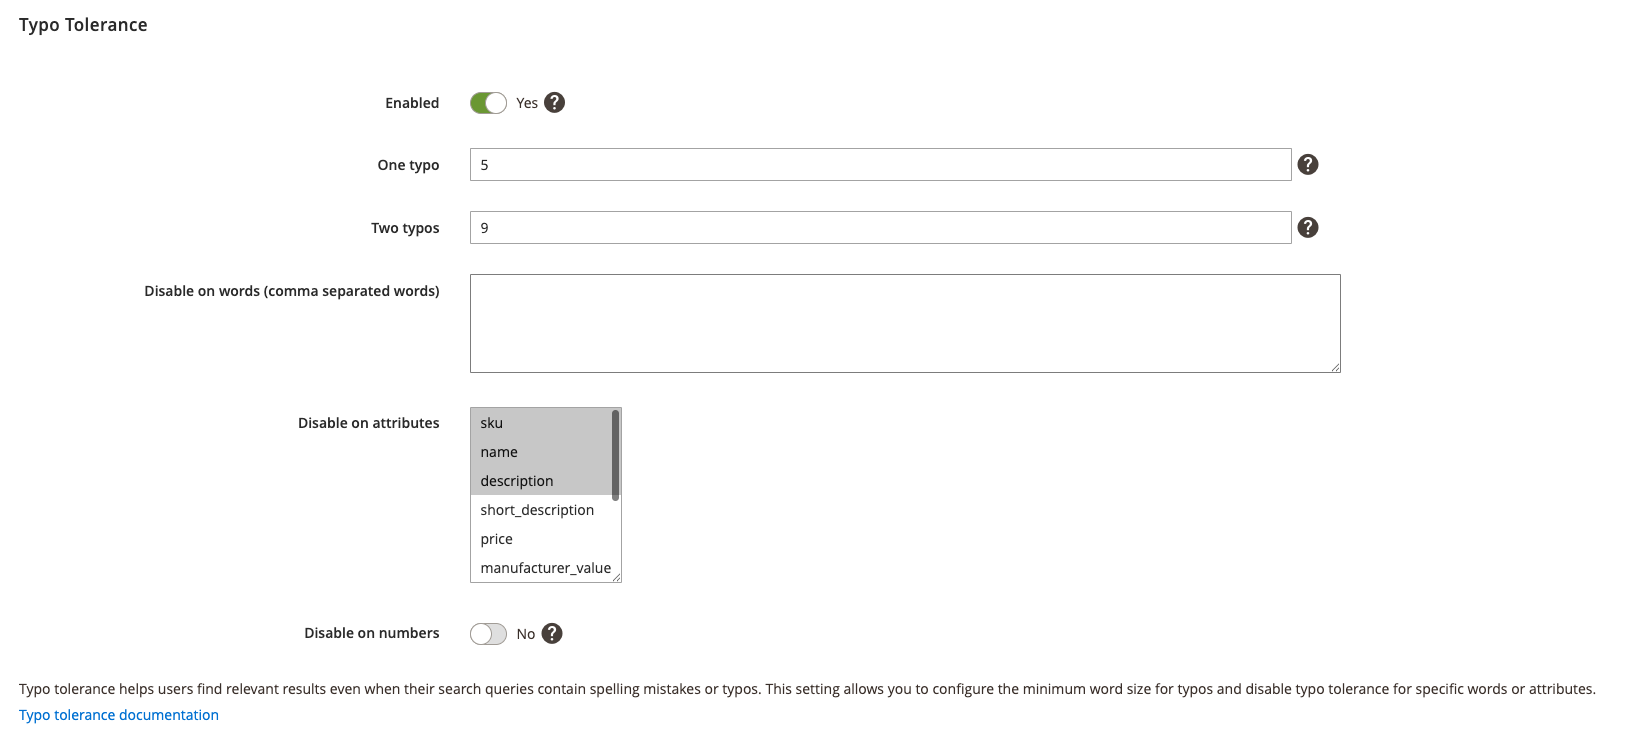 Typo Tolerance
Enabled
Yes
?
One typo
5
?
Two typos
9
?
Disable on words (comma separated words)
Disable on attributes
sku
name
description
short_description
price
manufacturer_value
Disable on numbers
No
?
Typo tolerance helps users find relevant results even when their search queries contain spelling mistakes or typos. This setting allows you to configure the minimum word size for typos and disable typo tolerance for specific words or attributes.
Typo tolerance documentation